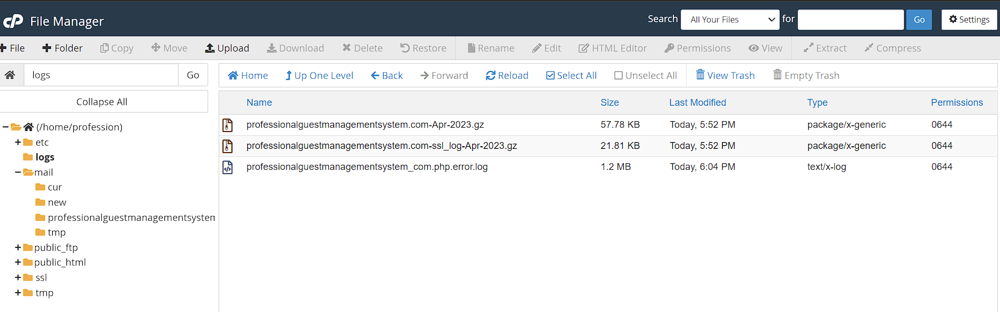 cP File Manager Search All Your Files for Go Settings
File Folder Copy Move Upload Download Delete Restore Rename Edit HTML Editor Permissions View Extract Compress
logs Go Home Up One Level Back Forward Reload Select All Unselect All View Trash Empty Trash
Collapse All
Name Size Last Modified Type Permissions
professionalguestmanagementsystem.com-Apr-2023.gz 57.78 KB Today, 5:52 PM package/x-generic 0644
professionalguestmanagementsystem.com-ssl_log-Apr-2023.gz 21.81 KB Today, 5:52 PM package/x-generic 0644
professionalguestmanagementsystem_com.php.error.log 1.2 MB Today, 6:04 PM text/x-log 0644
(/home/profession)
etc
logs
mail
cur
new
professionalguestmanagementsystem
tmp
public_ftp
public_html
ssl
tmp